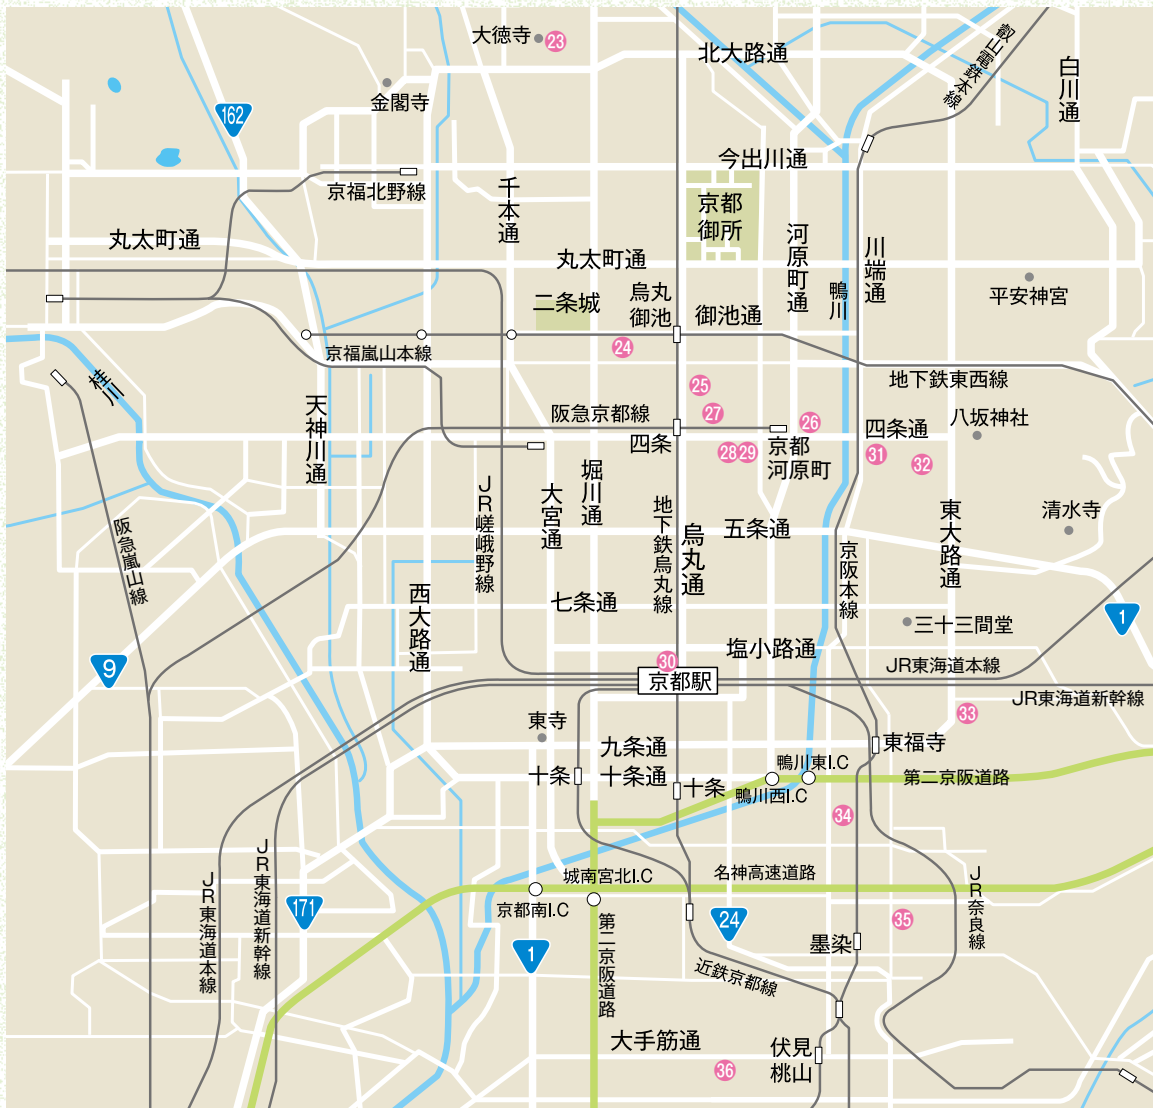 大徳寺
23
北大路通
叡山電鉄本線
白川通
金閣寺
162
今出川通
京福北野線
千本通
京都
御所
河原町通
川端通
鴨川
丸太町通
丸太町通
平安神宮
二条城
烏丸
御池
御池通
24
京福嵐山本線
地下鉄東西線
桂川
25
天神川通
阪急京都線
27
26
四条通
八坂神社
四条
28
29
京都
河原町
31
32
JR嵯峨野線
大宮通
堀川通
地下鉄烏丸線
烏丸通
五条通
東大路通
清水寺
阪急嵐山線
京阪本線
西大路通
七条通
1
三十三間堂
塩小路通
9
30
京都駅
JR東海道本線
JR東海道新幹線
33
東寺
九条通
東福寺
十条
十条通
十条
鴨川東I.C
鴨川西I.C
第二京阪道路
34
JR東海道本線
JR東海道新幹線
城南宮北I.C
名神高速道路
JR奈良線
171
京都南I.C
24
35
第二京阪道路
墨染
1
近鉄京都線
大手筋通
伏見
桃山
36